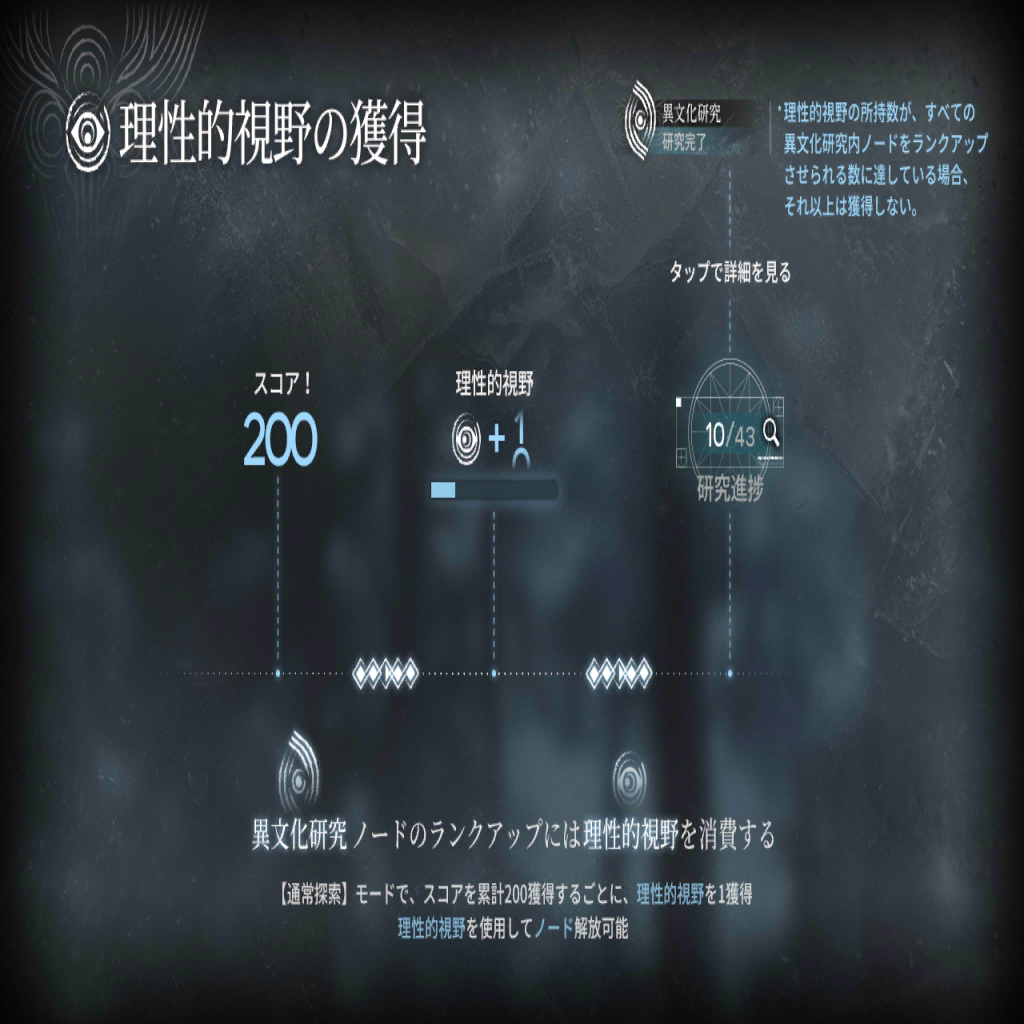 理性的視野の獲得
異文化研究
研究完了
*理性的視野の所持数が、すべての
異文化研究内ノードをランクアップ
させられる数に達している場合、
それ以上は獲得しない。
タップで詳細を見る
スコア！
200
理性的視野
+1
10/43
研究進捗
異文化研究ノードのランクアップには理性的視野を消費する
【通常探索】モードで、スコアを累計200獲得するごとに、理性的視野を1獲得
理性的視野を使用してノード解放可能